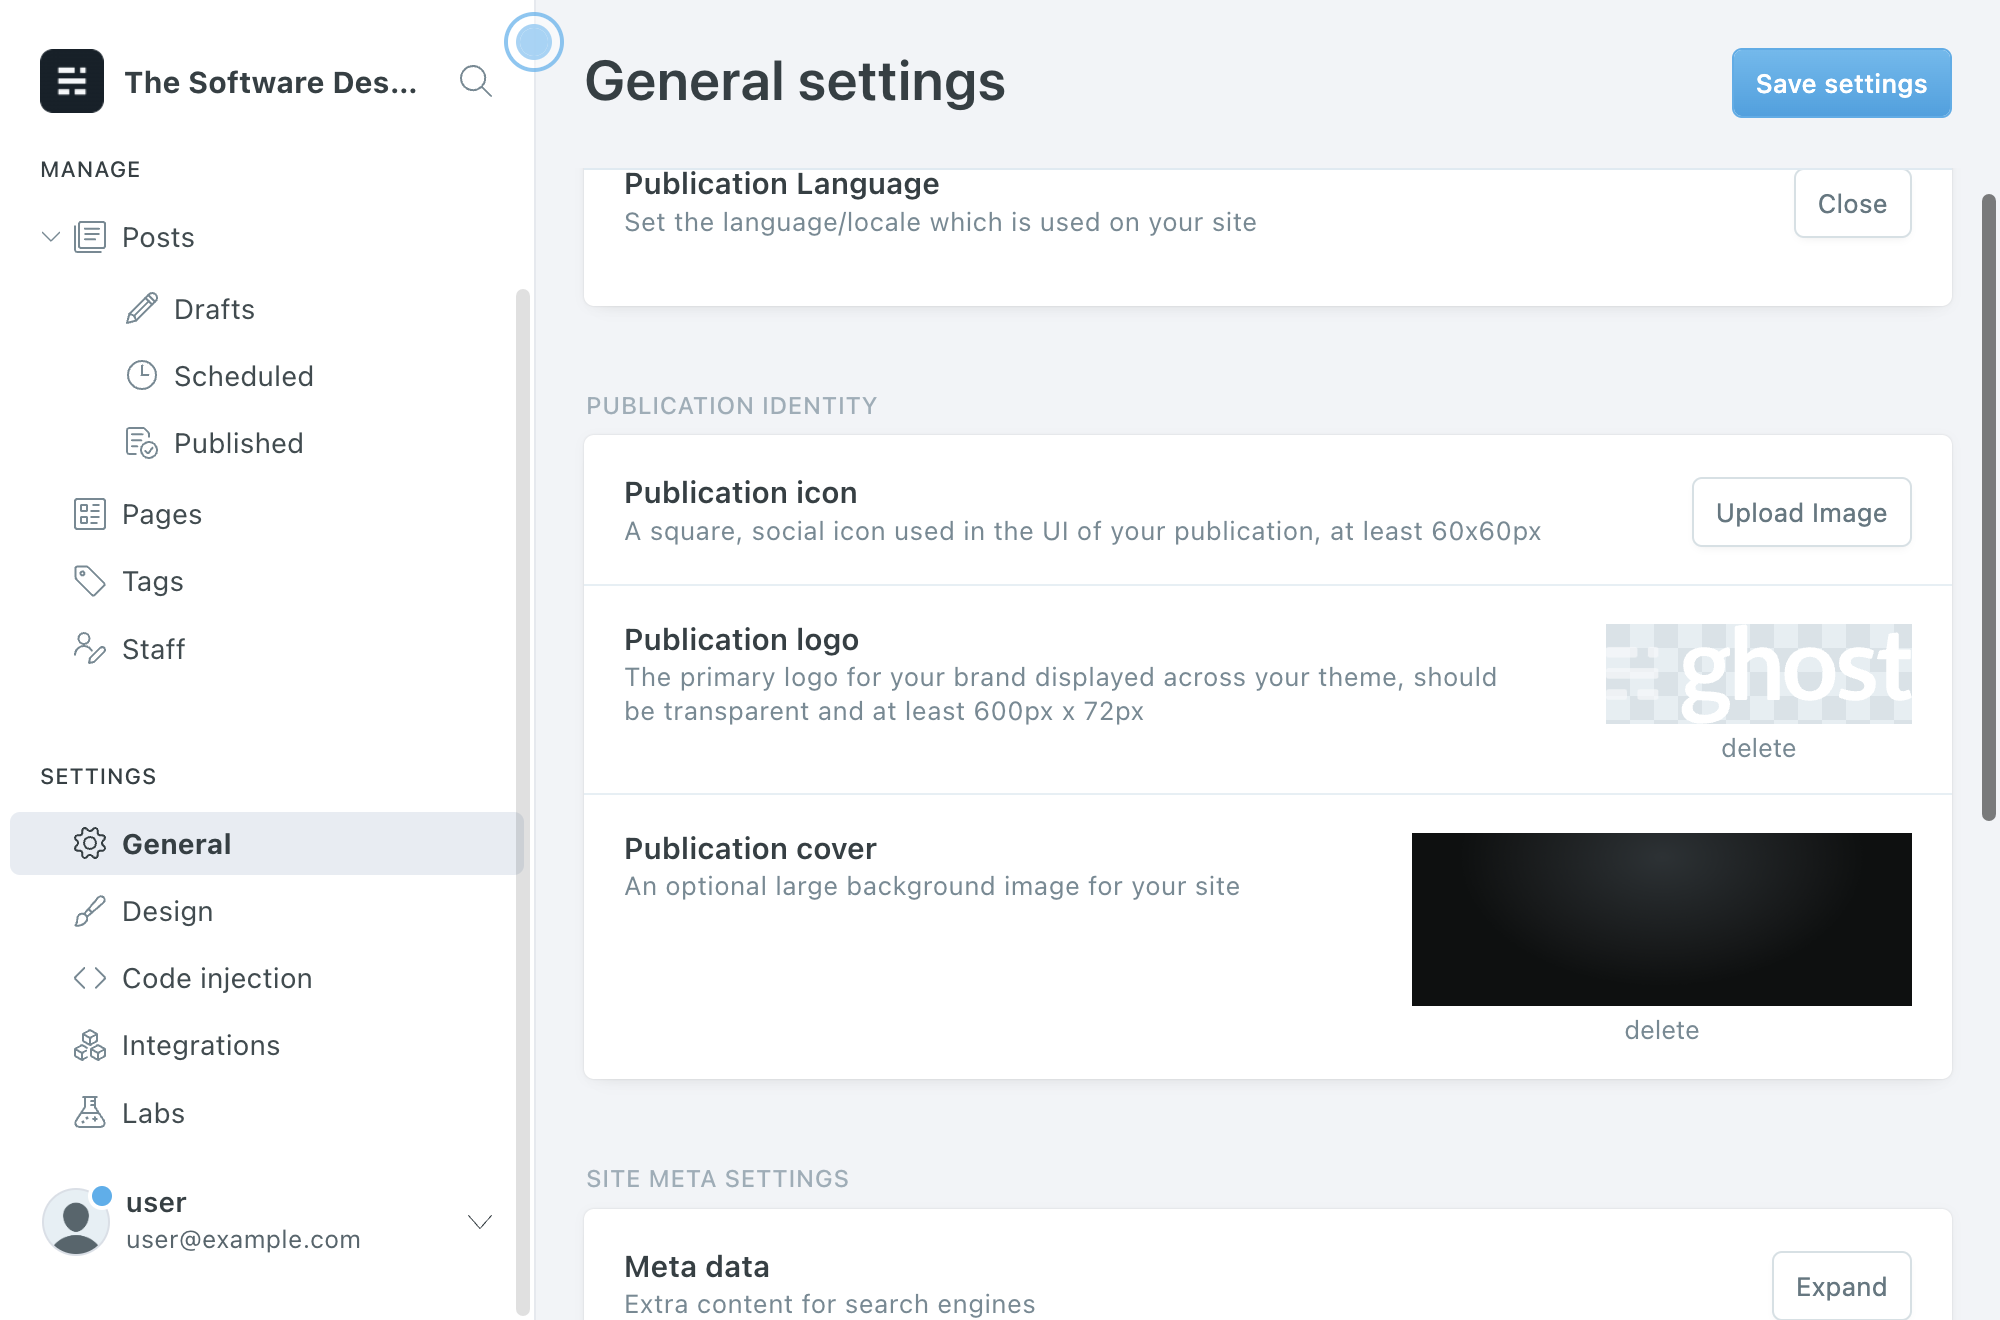 The Software Des...
MANAGE
Posts
Drafts
Scheduled
Published
Pages
Tags
Staff
SETTINGS
General
Design
Code injection
Integrations
Labs
user
user@example.com
General settings
Save settings
Publication Language
Set the language/locale which is used on your site
Close
PUBLICATION IDENTITY
Publication icon
A square, social icon used in the UI of your publication, at least 60x60px
Upload Image
Publication logo
The primary logo for your brand displayed across your theme, should
be transparent and at least 600px x 72px
ghost
delete
Publication cover
An optional large background image for your site
delete
SITE META SETTINGS
Meta data
Extra content for search engines
Expand